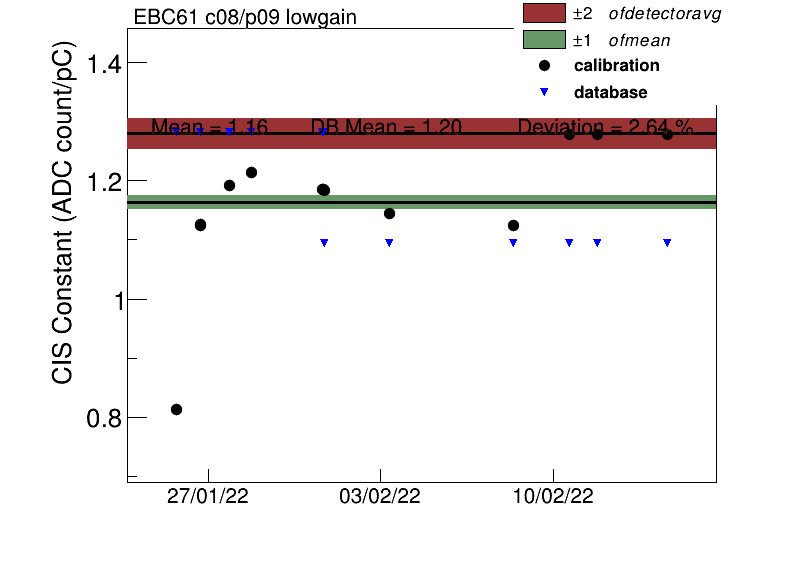 EBC61 c08/p09 lowgain
±2 ofdetectoravg
±1 ofmean
calibration
database
Mean = 1.16 DB Mean = 1.20 Deviation = 2.64 %
CIS Constant (ADC count/pC)
1.4
1.2
1
0.8
27/01/22 03/02/22 10/02/22